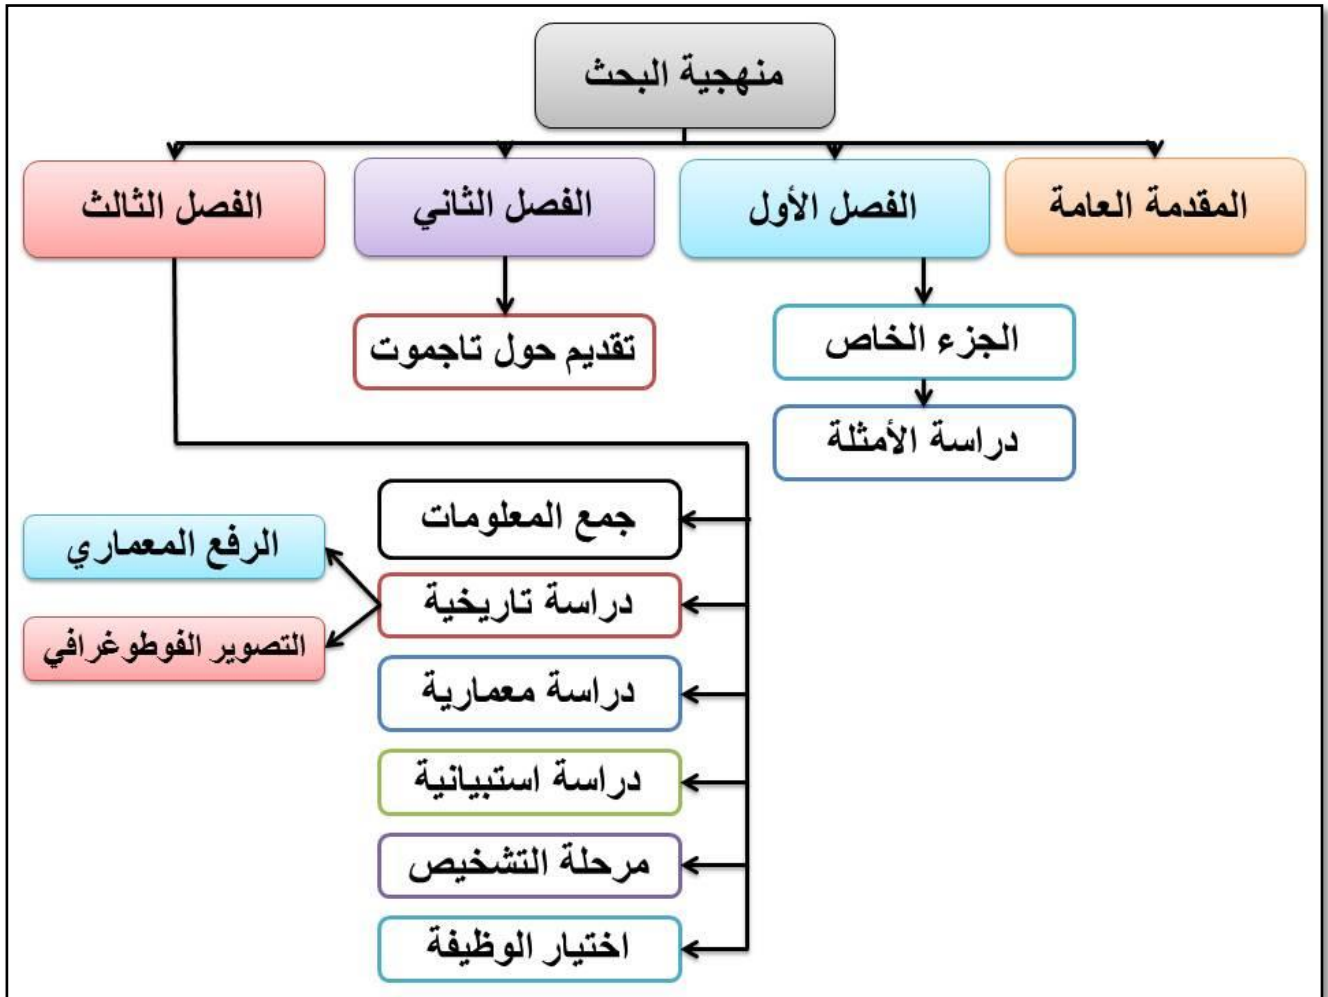 منهجية البحث
المقدمة العامة
الفصل الأول
الفصل الثاني
الفصل الثالث
الجزء الخاص
تقديم حول تاجموت
دراسة الأمثلة
جمع المعلومات
دراسة تاريخية
الرفع المعماري
التصوير الفوطوغرافي
دراسة معمارية
دراسة استبيانية
مرحلة التشخيص
اختيار الوظيفة